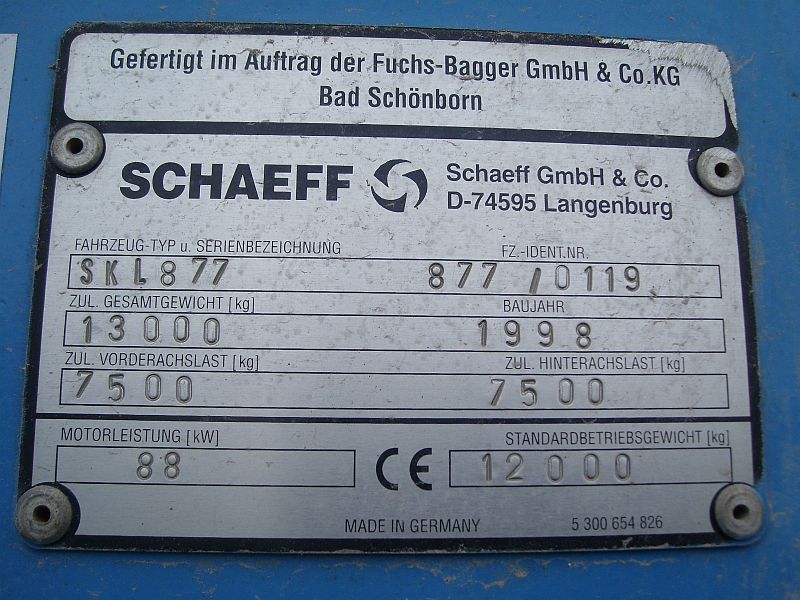 Gefertigt im Auftrag der Fuchs-Bagger GmbH & Co.KG
Bad Schönborn
SCHAEFF Schaeff GmbH & Co.
D-74595 Langenburg
FAHRZEUG-TYP u. SERIENBEZEICHNUNG FZ.-IDENT.NR.
SKL877 877/0119
ZUL. GESAMTGEWICHT [kg] BAUJAHR
13000 1998
ZUL. VORDERACHSLAST [kg] ZUL. HINTERACHSLAST [kg]
7500 7500
MOTORLEISTUNG [kW] STANDARDBETRIEBSGEWICHT [kg]
88 CE 12000
MADE IN GERMANY 5 300 654 826